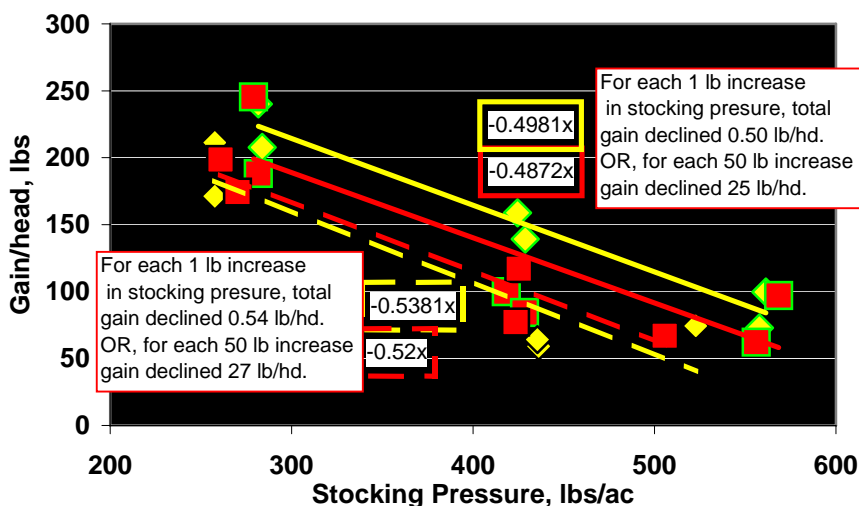 300
250
200
150
100
50
0
Gain/head, lbs
-0.4981x
-0.4872x
For each 1 lb increase
in stocking presure, total
gain declined 0.50 lb/hd.
OR, for each 50 lb increase
gain declined 25 lb/hd.
For each 1 lb increase
in stocking presure, total
gain declined 0.54 lb/hd.
OR, for each 50 lb increase
gain declined 27 lb/hd.
-0.5381x
-0.52x
200
300
400
500
600
Stocking Pressure, lbs/ac